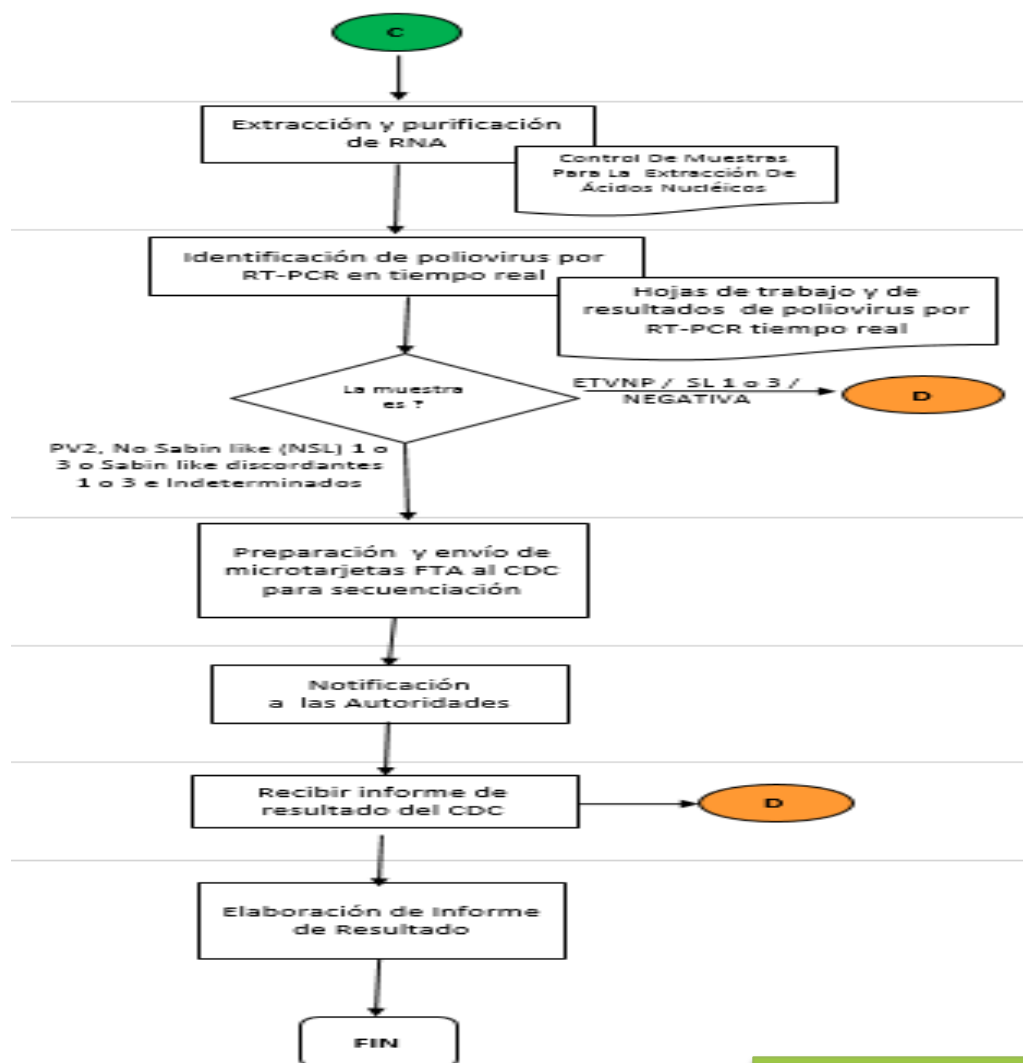 C
Extracción y purificación
de RNA
Control De Muestras
Para La Extracción De
Ácidos Nucléicos
Identificación de poliovirus por
RT-PCR en tiempo real
Hojas de trabajo y de
resultados de poliovirus por
RT-PCR tiempo real
La muestra
es ?
ETVNP / SL 1 o 3 /
NEGATIVA
D
PV2, No Sabin like (NSL) 1 o
3 o Sabin like discordantes
1 o 3 e Indeterminados
Preparación y envío de
microtarjetas FTA al CDC
para secuenciación
Notificación
a las Autoridades
Recibir informe de
resultado del CDC
D
Elaboración de Informe
de Resultado
FIN